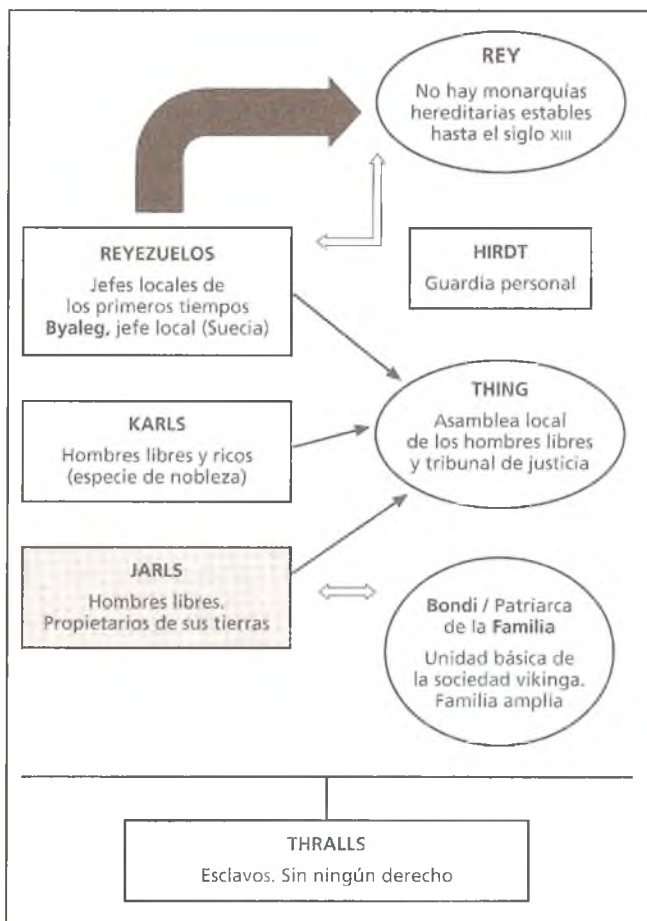 REY
No hay monarquías
hereditarias estables
hasta el siglo XIII
REYEZUELOS
Jefes locales de
los primeros tiempos
Byaleg, jefe local (Suecia)
HIRDT
Guardia personal
KARLS
Hombres libres y ricos
(especie de nobleza)
THING
Asamblea local
de los hombres libres
y tribunal de justicia
JARLS
Hombres libres.
Propietarios de sus tierras
Bondi / Patriarca
de la Familia
Unidad básica de
la sociedad vikinga.
Familia amplia
THRALLS
Esclavos. Sin ningún derecho